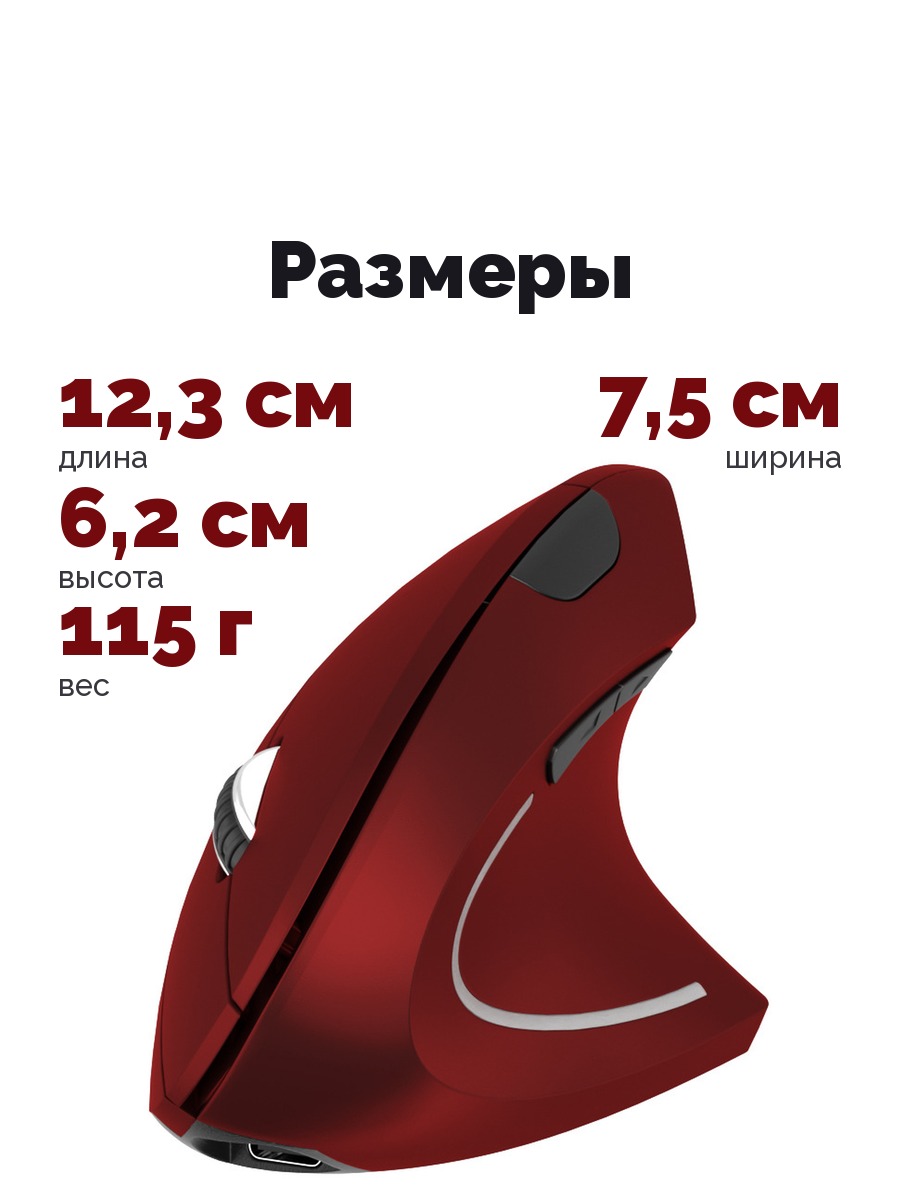 Размеры
12,3 см
длина
7,5 см
ширина
6,2 см
высота
115 г
вес